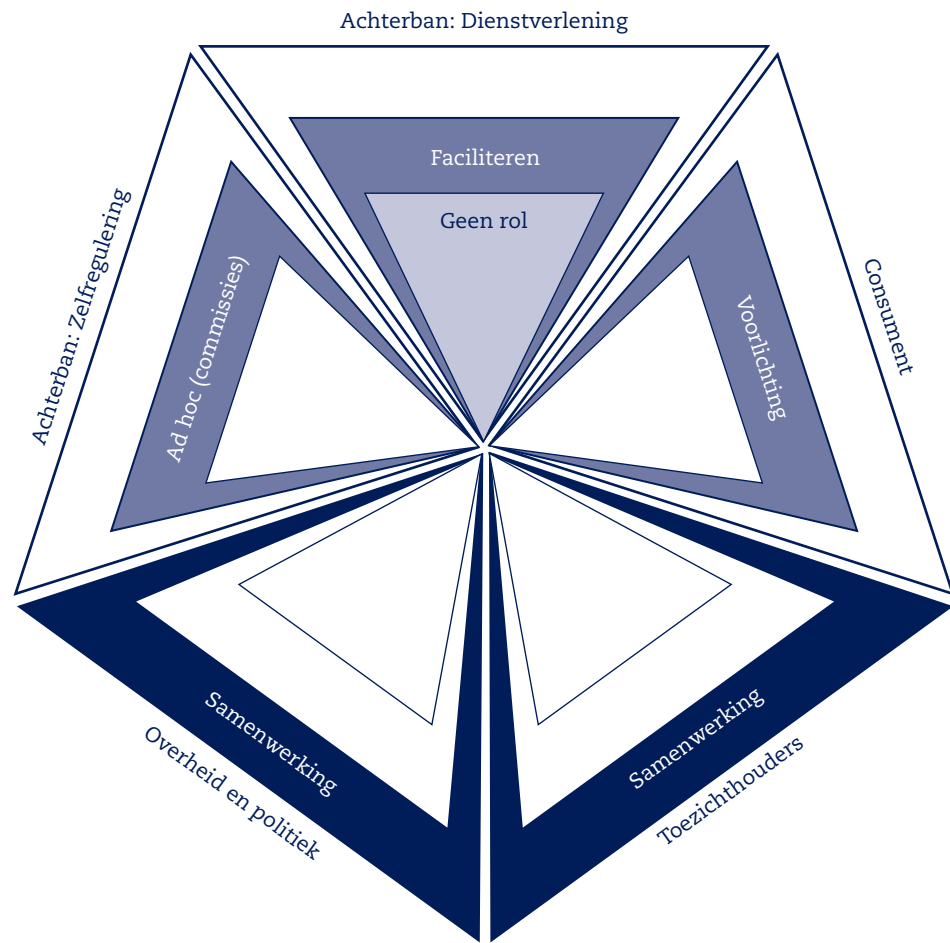 Achterban: Dienstverlening
Faciliteren
Geen rol
Achterban: Zelfregulering
Ad hoc (commissies)
Voorlichting
Consument
Samenwerking
Overheid en politiek
Samenwerking
Toezichthouders